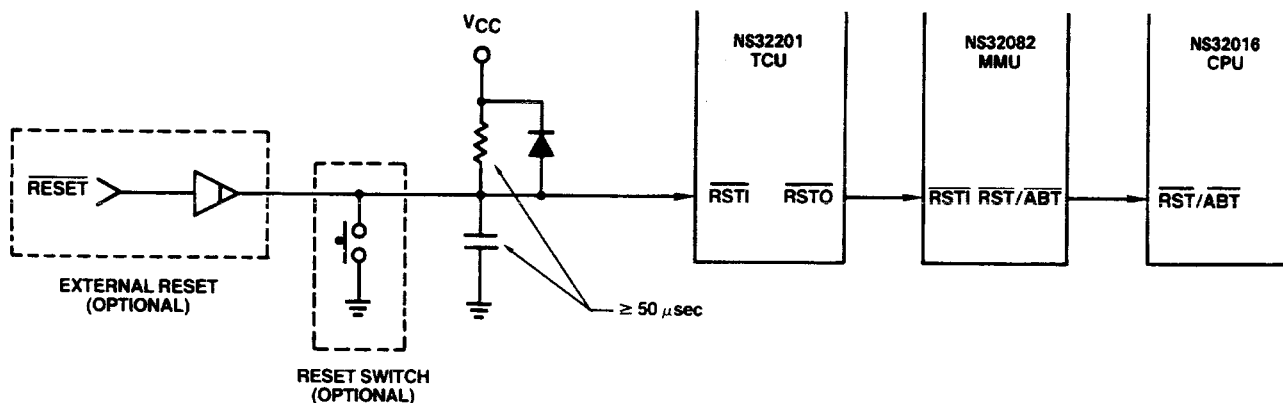 VCC
NS32201
TCU
NS32082
MMU
NS32016
CPU
RESET
RSTI
RSTO
RSTI
RST/ABT
RST/ABT
EXTERNAL RESET
(OPTIONAL)
≥ 50 μsec
RESET SWITCH
(OPTIONAL)